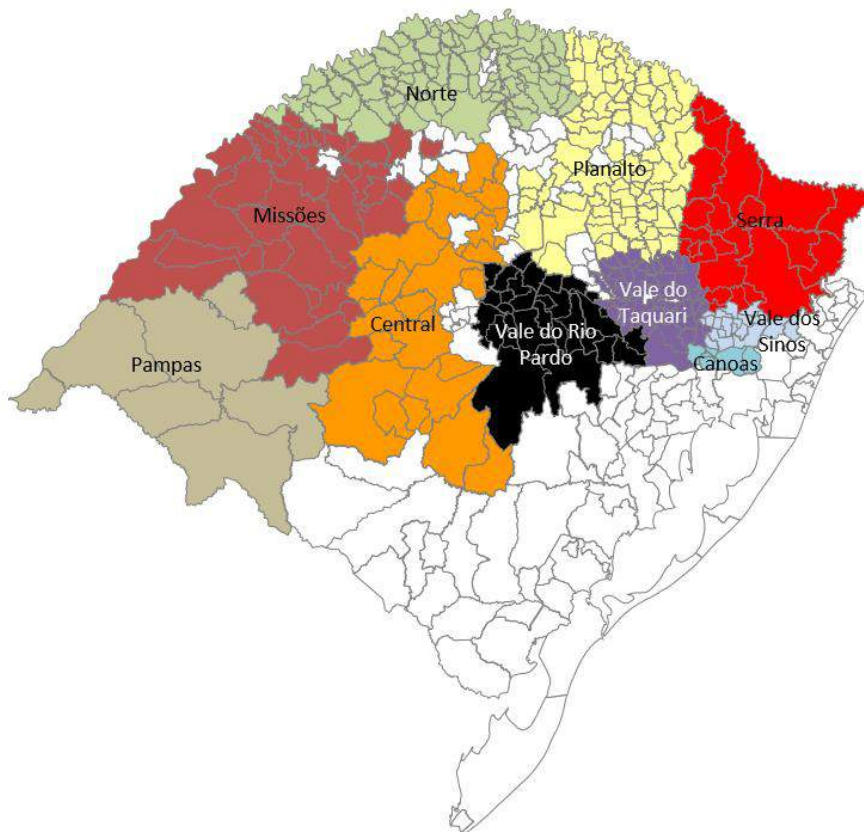 Norte
Planalto
Missões
Serra
Vale do
Taquari
Central
Vale do Rio
Pardo
Vale dos
Sinos
Pampas
Canoas